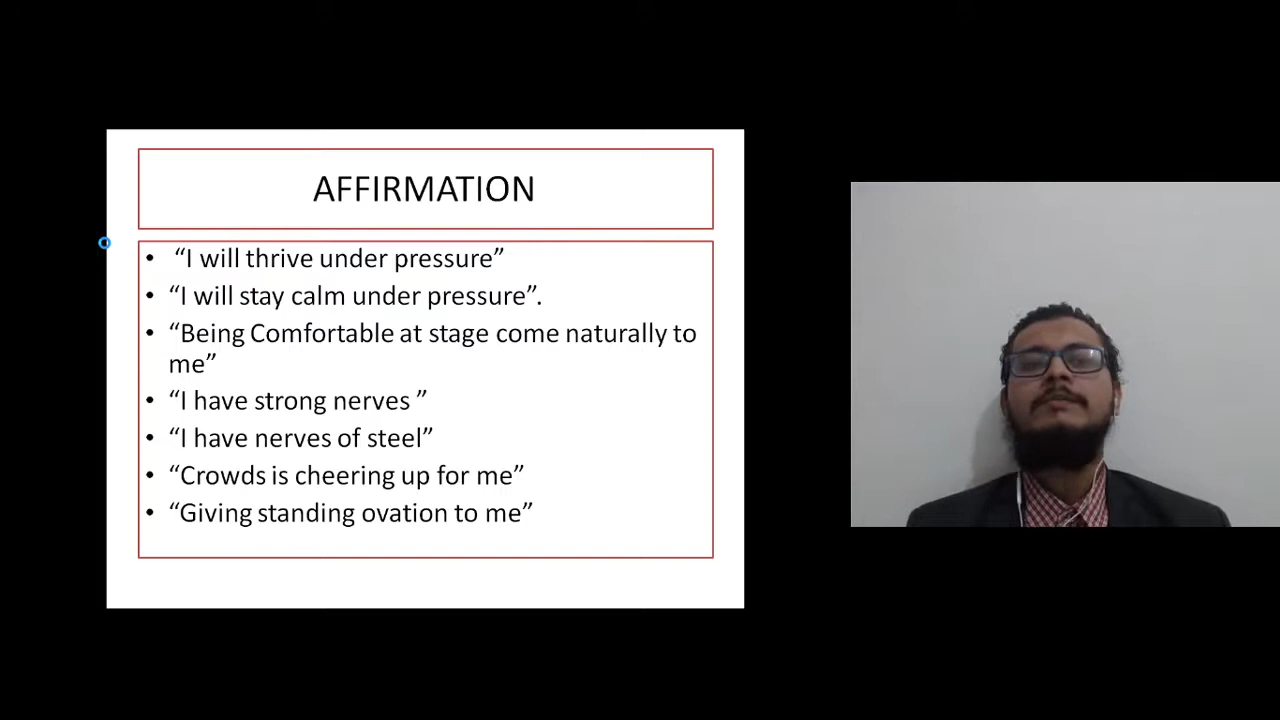 AFFIRMATION
• “I will thrive under pressure”
• “I will stay calm under pressure”.
• “Being Comfortable at stage come naturally to
me”
• “I have strong nerves ”
• “I have nerves of steel”
• “Crowds is cheering up for me”
• “Giving standing ovation to me”